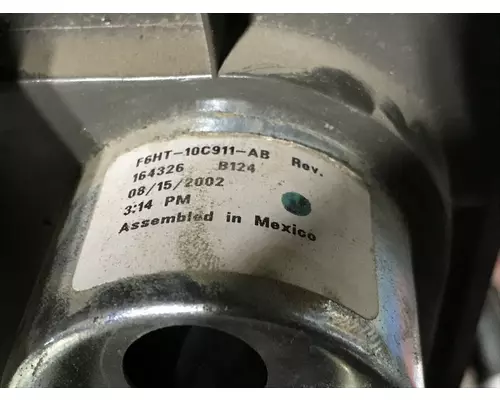 F6HT-10C911-AB Rev.
164326 B124
08/15/2002
3:14 PM
Assembled in Mexico